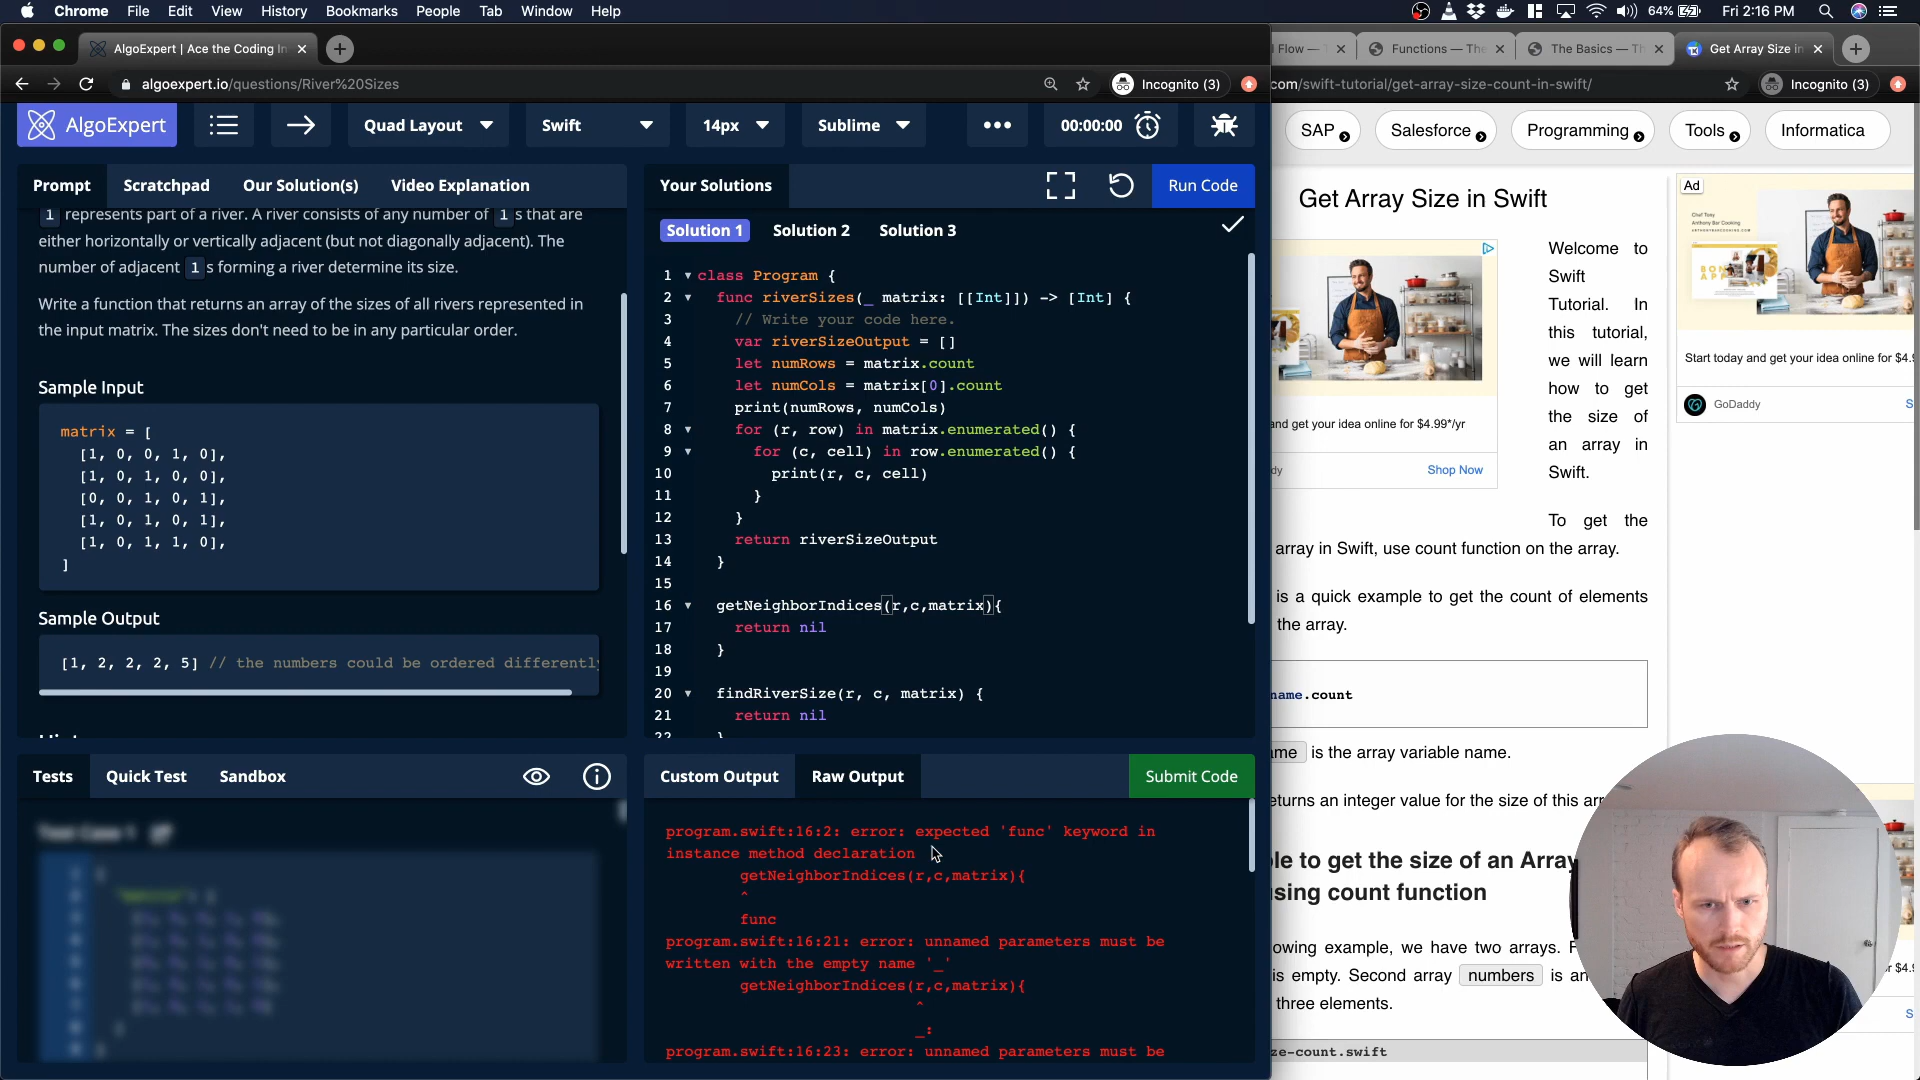 Chrome File Edit View History Bookmarks People Tab Window Help
64% Fri 2:16 PM
AlgoExpert | Ace the Coding In
l Flow — T
Functions — The
The Basics — Th
Get Array Size in
algoexpert.io/questions/River%20Sizes
Incognito (3)
com/swift-tutorial/get-array-size-count-in-swift/
Incognito (3)
AlgoExpert
Quad Layout
Swift
14px
Sublime
00:00:00
SAP
Salesforce
Programming
Tools
Informatica
Prompt Scratchpad Our Solution(s) Video Explanation
1 represents part of a river. A river consists of any number of 1 s that are
either horizontally or vertically adjacent (but not diagonally adjacent). The
number of adjacent 1 s forming a river determine its size.
Write a function that returns an array of the sizes of all rivers represented in
the input matrix. The sizes don't need to be in any particular order.
Sample Input
matrix = [
[1, 0, 0, 1, 0],
[1, 0, 1, 0, 0],
[0, 0, 1, 0, 1],
[1, 0, 1, 0, 1],
[1, 0, 1, 1, 0],
]
Sample Output
[1, 2, 2, 2, 5] // the numbers could be ordered differently
Your Solutions
Run Code
Solution 1 Solution 2 Solution 3
1 class Program {
2 func riverSizes(_ matrix: [[Int]]) -> [Int] {
3 // Write your code here.
4 var riverSizeOutput = []
5 let numRows = matrix.count
6 let numCols = matrix[0].count
7 print(numRows, numCols)
8 for (r, row) in matrix.enumerated() {
9 for (c, cell) in row.enumerated() {
10 print(r, c, cell)
11 }
12 }
13 return riverSizeOutput
14 }
15
16 getNeighborIndices(r,c,matrix){
17 return nil
18 }
19
20 findRiverSize(r, c, matrix) {
21 return nil
22 }
Tests Quick Test Sandbox
Custom Output Raw Output
Submit Code
program.swift:16:2: error: expected 'func' keyword in
instance method declaration
getNeighborIndices(r,c,matrix){
^
func
program.swift:16:21: error: unnamed parameters must be
written with the empty name '_'
getNeighborIndices(r,c,matrix){
^
_:
program.swift:16:23: error: unnamed parameters must be
Get Array Size in Swift
Welcome to
Swift
Tutorial. In
this tutorial,
we will learn
how to get
the size of
an array in
Swift.
To get the
array in Swift, use count function on the array.
and get your idea online for $4.99*/yr
dy
Shop Now
is a quick example to get the count of elements
the array.
name.count
ame is the array variable name.
eturns an integer value for the size of this arr
le to get the size of an Array
sing count function
owing example, we have two arrays. F
is empty. Second array numbers is an
three elements.
ze-count.swift
Ad
Chef Tony
Anthony Bar Cooking
Start today and get your idea online for $4.9
GoDaddy
S
r $4.9
S